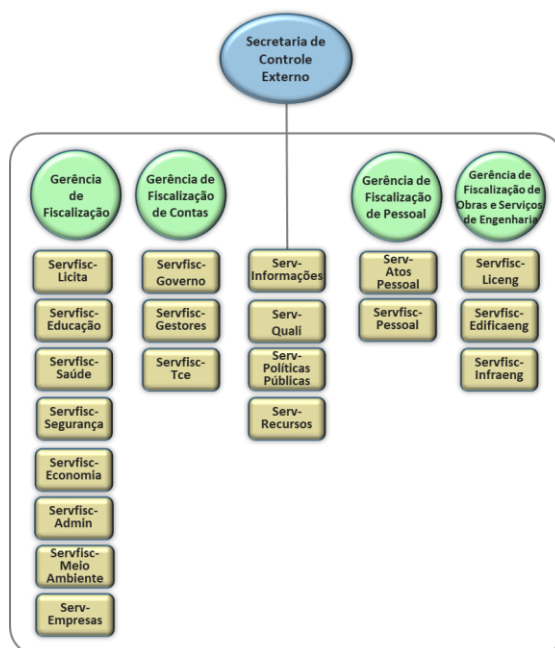 Secretaria de
Controle
Externo
Gerência
de
Fiscalização
Gerência
de Fiscalização
de Contas
Gerência de
Fiscalização
de Pessoal
Gerência de
Fiscalização de
Obras e Serviços
de Engenharia
Servfisc-
Licita
Servfisc-
Educação
Servfisc-
Saúde
Servfisc-
Segurança
Servfisc-
Economia
Servfisc-
Admin
Servfisc-
Meio
Ambiente
Serv-
Empresas
Servfisc-
Governo
Servfisc-
Gestores
Servfisc-
Tce
Serv-
Informações
Serv-
Quali
Serv-
Políticas
Públicas
Serv-
Recursos
Serv-
Atos
Pessoal
Servfisc-
Pessoal
Servfisc-
Liceng
Servfisc-
Edificaeng
Servfisc-
Infraeng